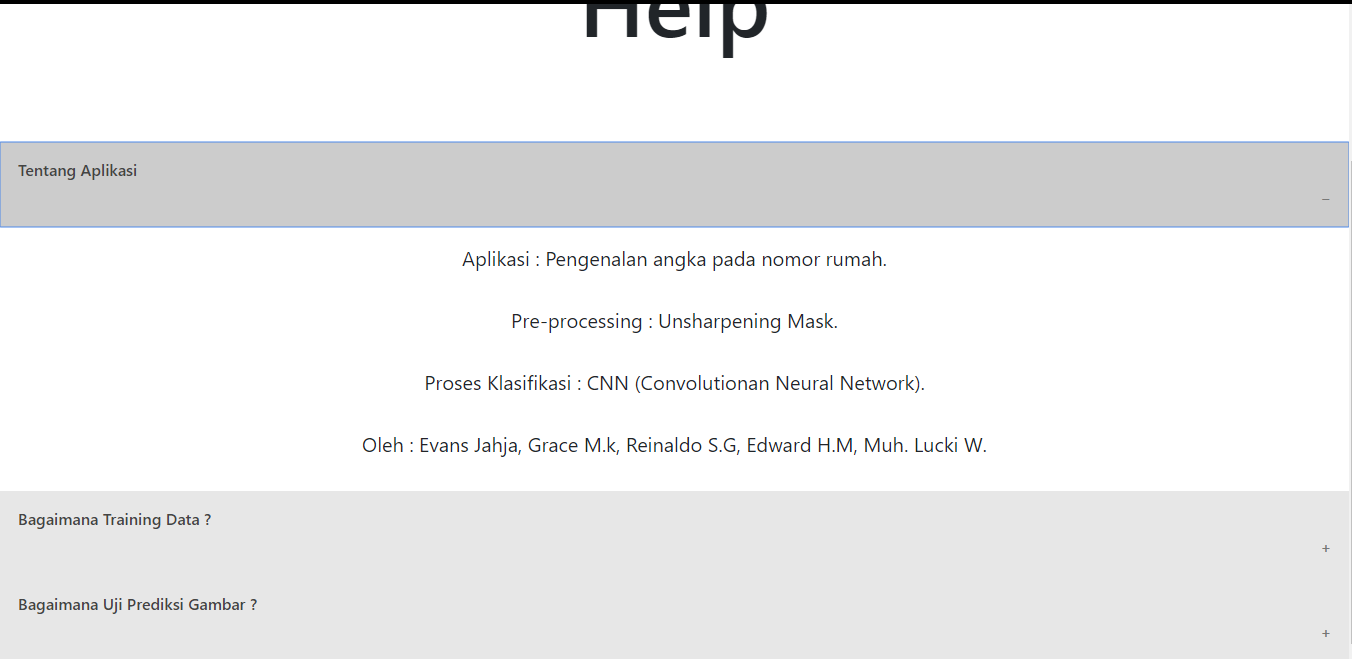 Help
Tentang Aplikasi
−
Aplikasi : Pengenalan angka pada nomor rumah.
Pre-processing : Unsharpening Mask.
Proses Klasifikasi : CNN (Convolutionan Neural Network).
Oleh : Evans Jahja, Grace M.k, Reinaldo S.G, Edward H.M, Muh. Lucki W.
Bagaimana Training Data ?
+
Bagaimana Uji Prediksi Gambar ?
+